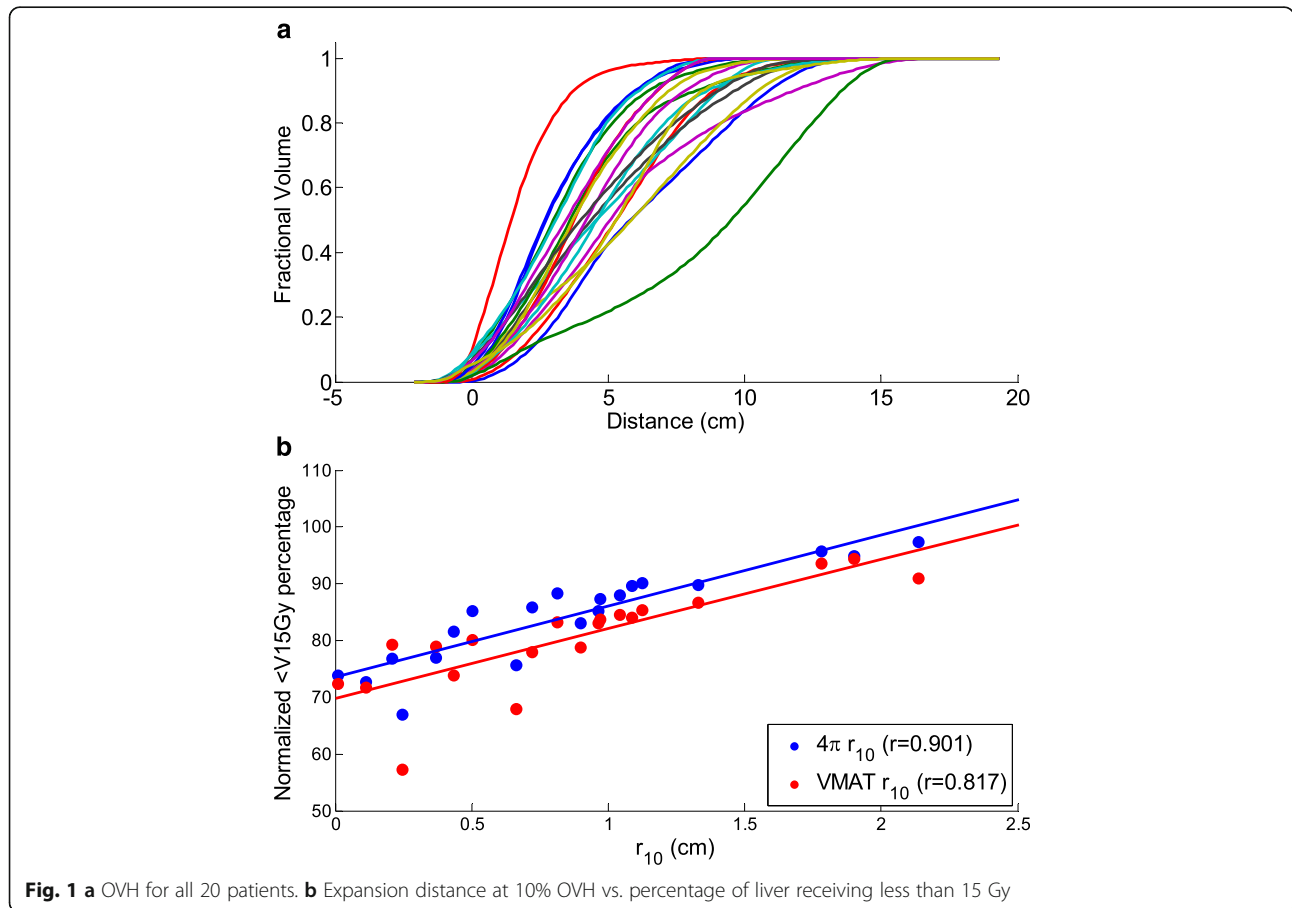 a
1
0.8
0.6
0.4
0.2
0
Fractional Volume
-5 0 5 10 15 20
Distance (cm)
b
110
100
90
80
70
60
50
Normalized <V15Gy percentage
4π r10 (r=0.901)
VMAT r10 (r=0.817)
0 0.5 1 1.5 2 2.5
r10 (cm)
Fig. 1 a OVH for all 20 patients. b Expansion distance at 10% OVH vs. percentage of liver receiving less than 15 Gy